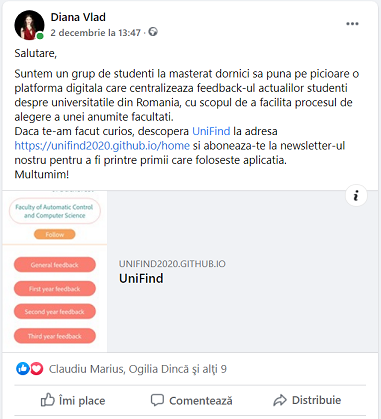 Diana Vlad
2 decembrie la 13:47 ·
Salutare,
Suntem un grup de studenti la masterat dornici sa puna pe picioare o
platforma digitala care centralizeaza feedback-ul actualilor studenti
despre universitatile din Romania, cu scopul de a facilita procesul de
alegere a unei anumite facultati.
Daca te-am facut curios, descopera UniFind la adresa
https://unifind2020.github.io/home si aboneaza-te la newsletter-ul
nostru pentru a fi printre primii care foloseste aplicatia.
Multumim!
Faculty of Automatic Control
and Computer Science
Follow
General feedback
First year feedback
Second year feedback
Third year feedback
UNIFIND2020.GITHUB.IO
UniFind
Claudiu Marius, Ogilia Dincă și alți 9
Îmi place
Comentează
Distribuie